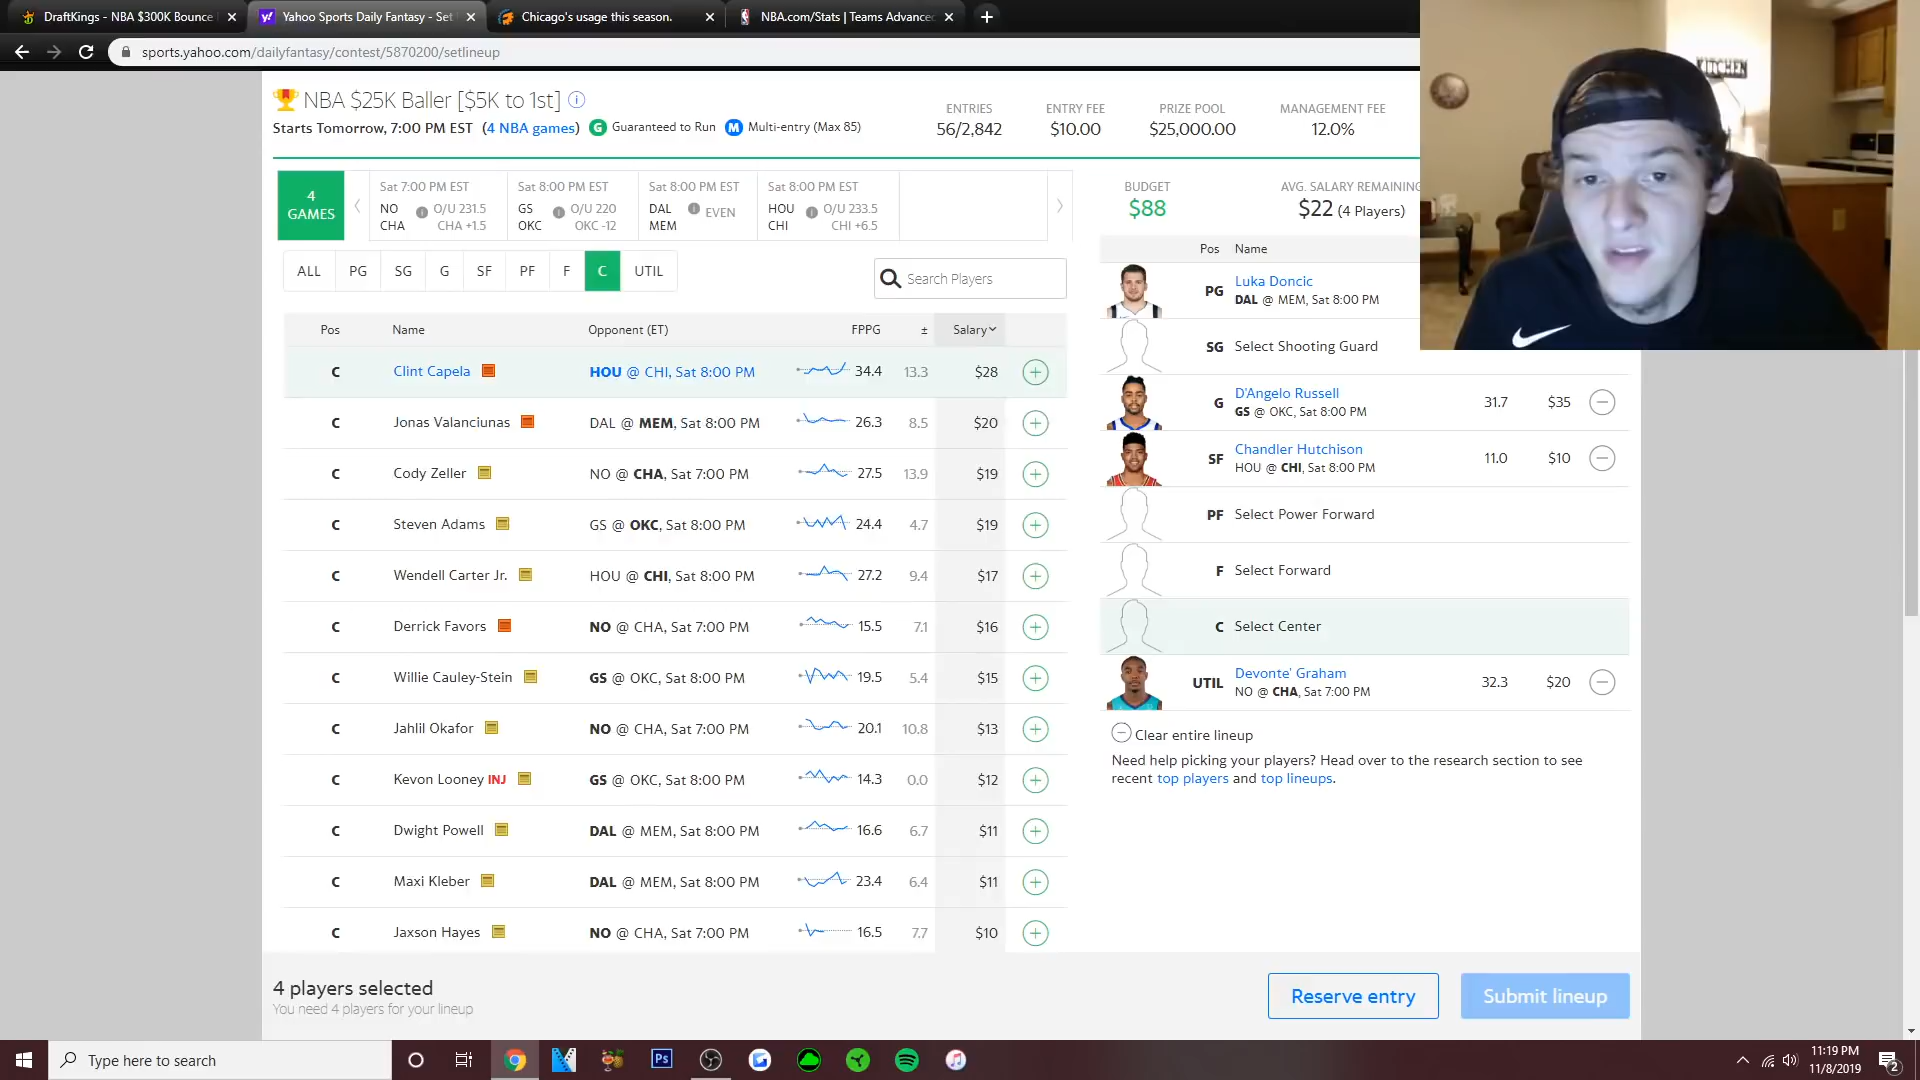 DraftKings - NBA $300K Bounce
Yahoo Sports Daily Fantasy - Set
Chicago's usage this season.
NBA.com/Stats | Teams Advanced
sports.yahoo.com/dailyfantasy/contest/5870200/setlineup
KITCHEN
NBA $25K Baller [$5K to 1st]
Starts Tomorrow, 7:00 PM EST (4 NBA games) G Guaranteed to Run M Multi-entry (Max 85)
ENTRIES ENTRY FEE PRIZE POOL MANAGEMENT FEE
56/2,842 $10.00 $25,000.00 12.0%
4 GAMES
Sat 7:00 PM EST
NO O/U 231.5
CHA CHA +1.5
Sat 8:00 PM EST
GS O/U 220
OKC OKC -12
Sat 8:00 PM EST
DAL EVEN
MEM
Sat 8:00 PM EST
HOU O/U 233.5
CHI CHI +6.5
BUDGET AVG. SALARY REMAINING
$88 $22 (4 Players)
ALL PG SG G SF PF F C UTIL
Search Players
Pos Name Opponent (ET) FPPG ± Salary
C Clint Capela HOU @ CHI, Sat 8:00 PM 34.4 13.3 $28
C Jonas Valanciunas DAL @ MEM, Sat 8:00 PM 26.3 8.5 $20
C Cody Zeller NO @ CHA, Sat 7:00 PM 27.5 13.9 $19
C Steven Adams GS @ OKC, Sat 8:00 PM 24.4 4.7 $19
C Wendell Carter Jr. HOU @ CHI, Sat 8:00 PM 27.2 9.4 $17
C Derrick Favors NO @ CHA, Sat 7:00 PM 15.5 7.1 $16
C Willie Cauley-Stein GS @ OKC, Sat 8:00 PM 19.5 5.4 $15
C Jahlil Okafor NO @ CHA, Sat 7:00 PM 20.1 10.8 $13
C Kevon Looney INJ GS @ OKC, Sat 8:00 PM 14.3 0.0 $12
C Dwight Powell DAL @ MEM, Sat 8:00 PM 16.6 6.7 $11
C Maxi Kleber DAL @ MEM, Sat 8:00 PM 23.4 6.4 $11
C Jaxson Hayes NO @ CHA, Sat 7:00 PM 16.5 7.7 $10
Pos Name
PG Luka Doncic
DAL @ MEM, Sat 8:00 PM
SG Select Shooting Guard
G D'Angelo Russell 31.7 $35
GS @ OKC, Sat 8:00 PM
SF Chandler Hutchison 11.0 $10
HOU @ CHI, Sat 8:00 PM
PF Select Power Forward
F Select Forward
C Select Center
UTIL Devonte' Graham 32.3 $20
NO @ CHA, Sat 7:00 PM
Clear entire lineup
Need help picking your players? Head over to the research section to see
recent top players and top lineups.
4 players selected
You need 4 players for your lineup
Reserve entry
Submit lineup
Type here to search
Ps
11:19 PM
11/8/2019
2